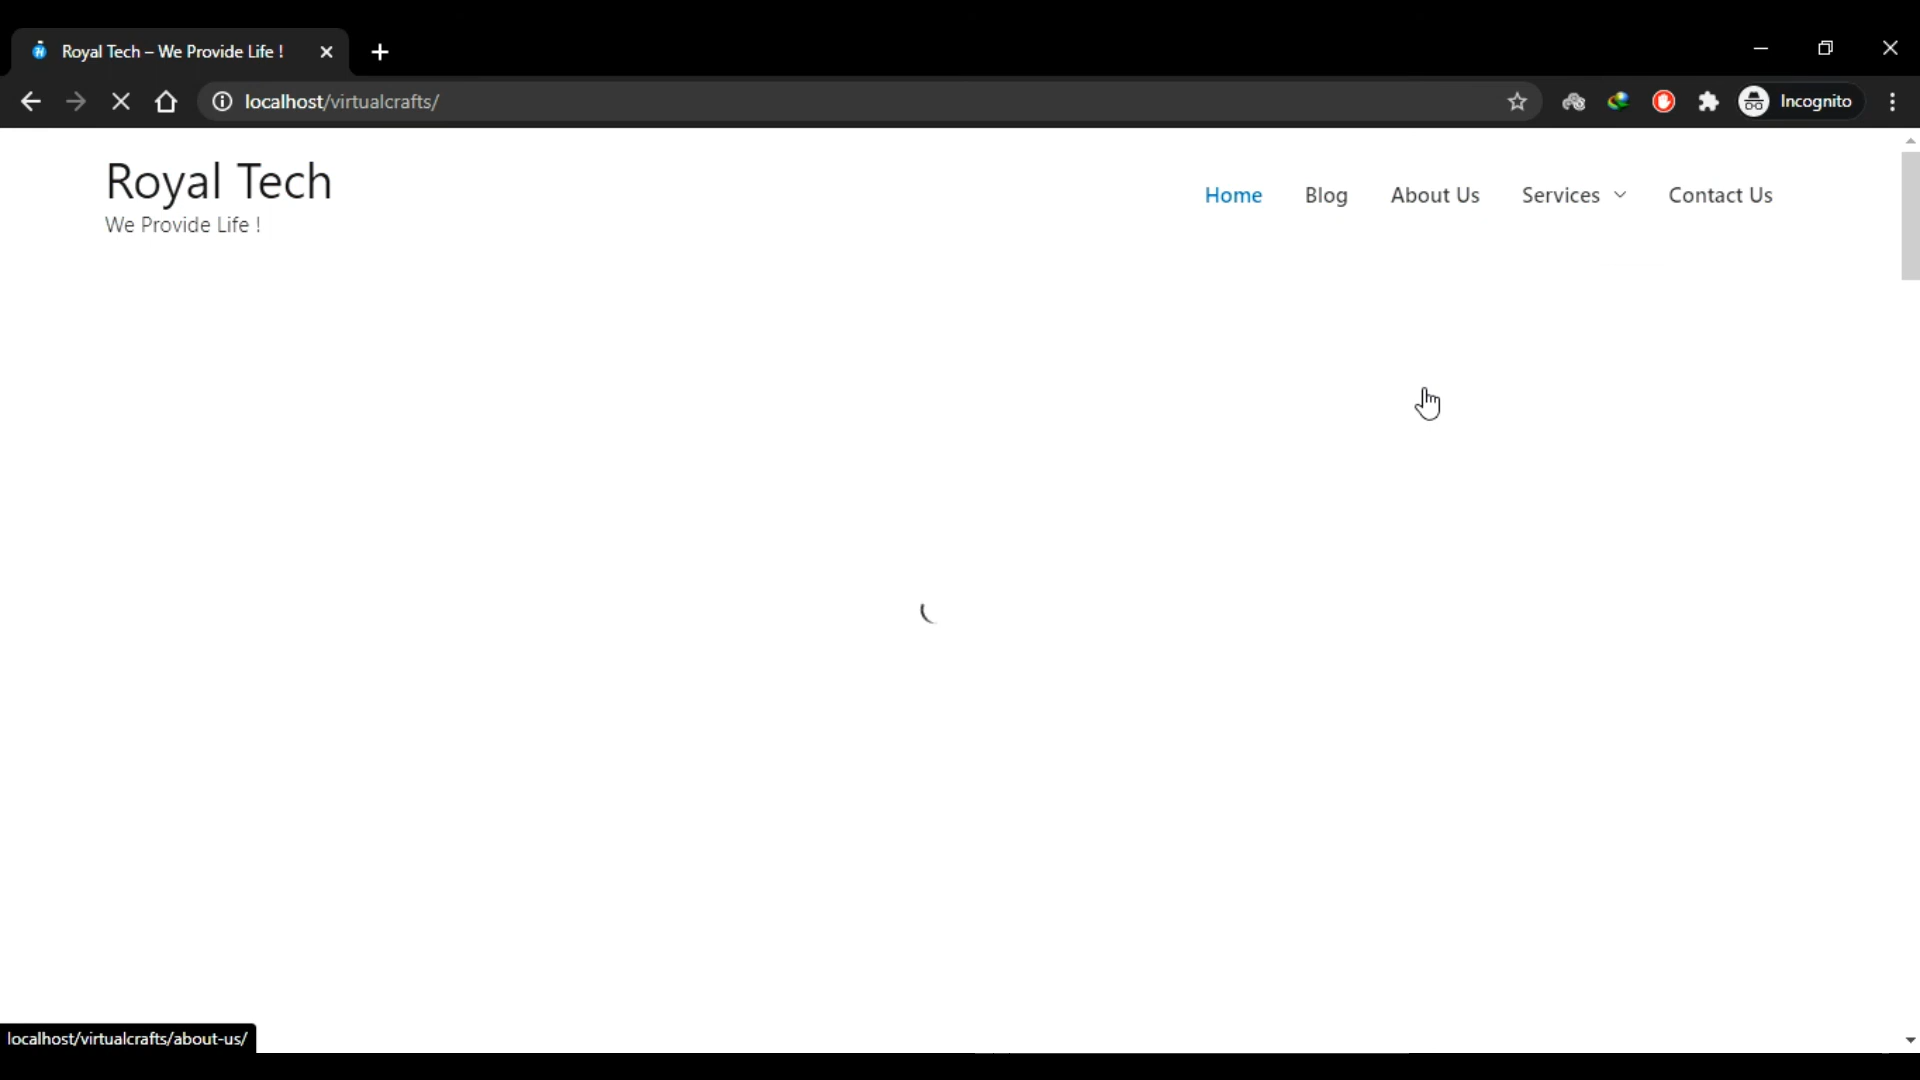 Royal Tech – We Provide Life !
localhost/virtualcrafts/
Incognito
Royal Tech
We Provide Life !
Home Blog About Us Services Contact Us
localhost/virtualcrafts/about-us/